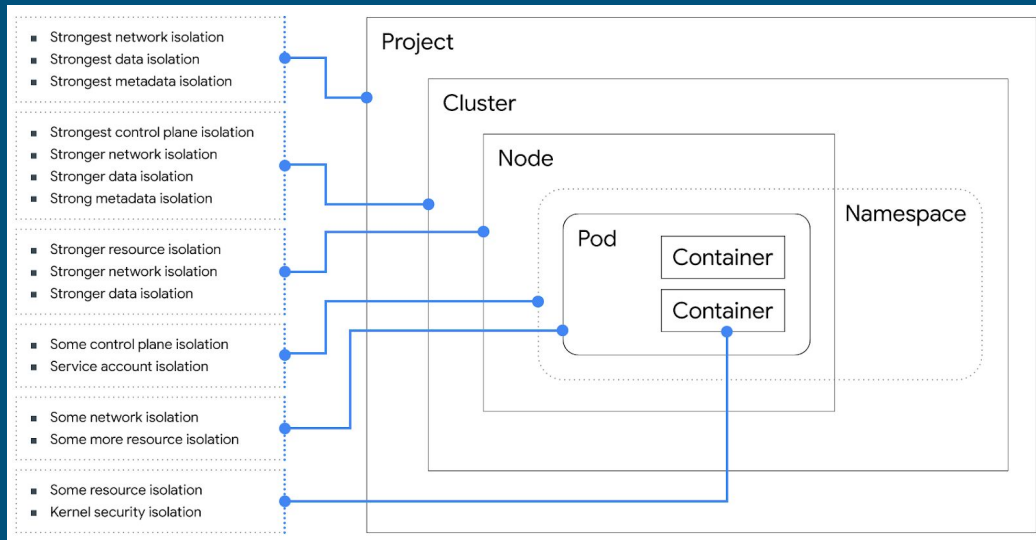 Strongest network isolation
Strongest data isolation
Strongest metadata isolation
Strongest control plane isolation
Stronger network isolation
Stronger data isolation
Strong metadata isolation
Stronger resource isolation
Stronger network isolation
Stronger data isolation
Some control plane isolation
Service account isolation
Some network isolation
Some more resource isolation
Some resource isolation
Kernel security isolation
Project
Cluster
Node
Namespace
Pod
Container
Container